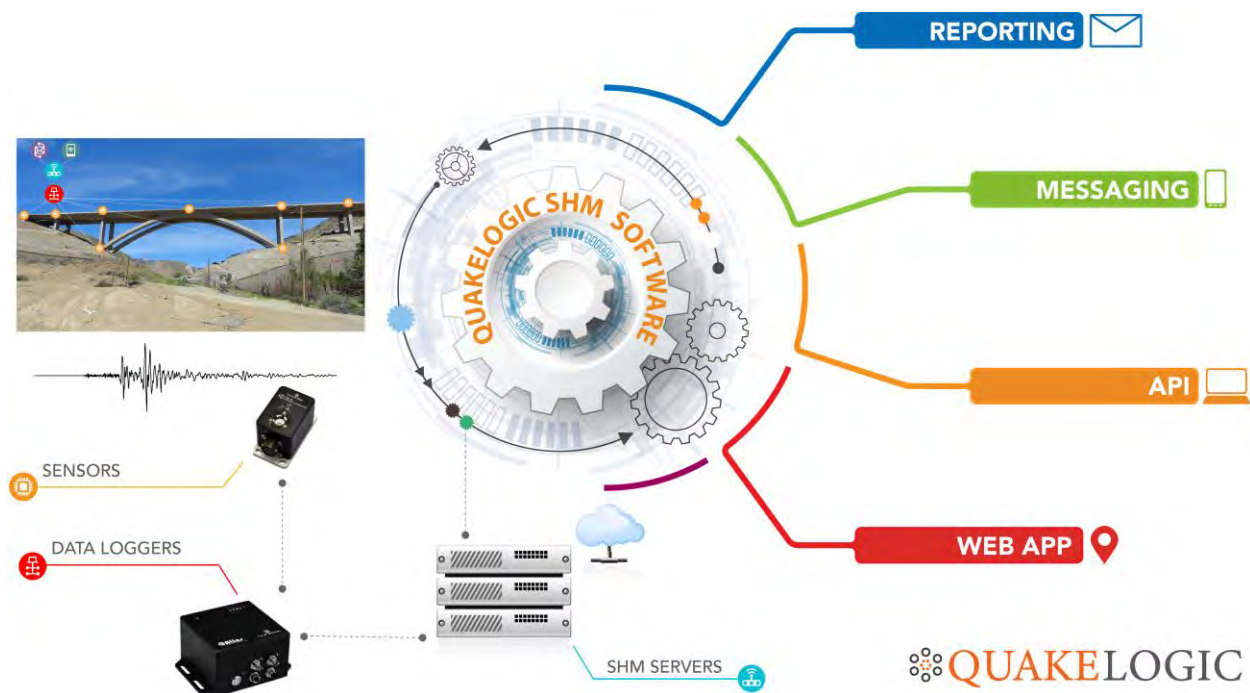 REPORTING
MESSAGING
QUAKELOGIC SHM SOFTWARE
API
SENSORS
DATA LOGGERS
WEB APP
SHM SERVERS
QUAKELOGIC